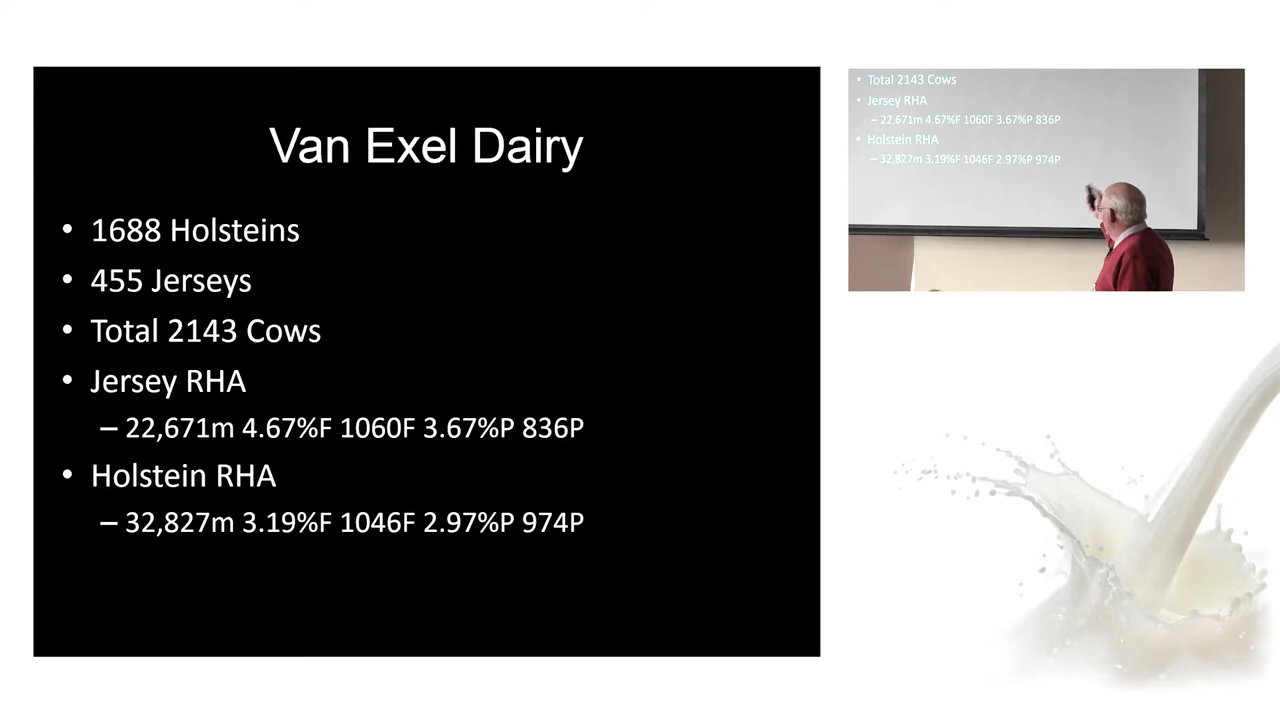 Van Exel Dairy
• 1688 Holsteins
• 455 Jerseys
• Total 2143 Cows
• Jersey RHA
– 22,671m 4.67%F 1060F 3.67%P 836P
• Holstein RHA
– 32,827m 3.19%F 1046F 2.97%P 974P
• Total 2143 Cows
• Jersey RHA
– 22,671m 4.67%F 1060F 3.67%P 836P
• Holstein RHA
– 32,827m 3.19%F 1046F 2.97%P 974P